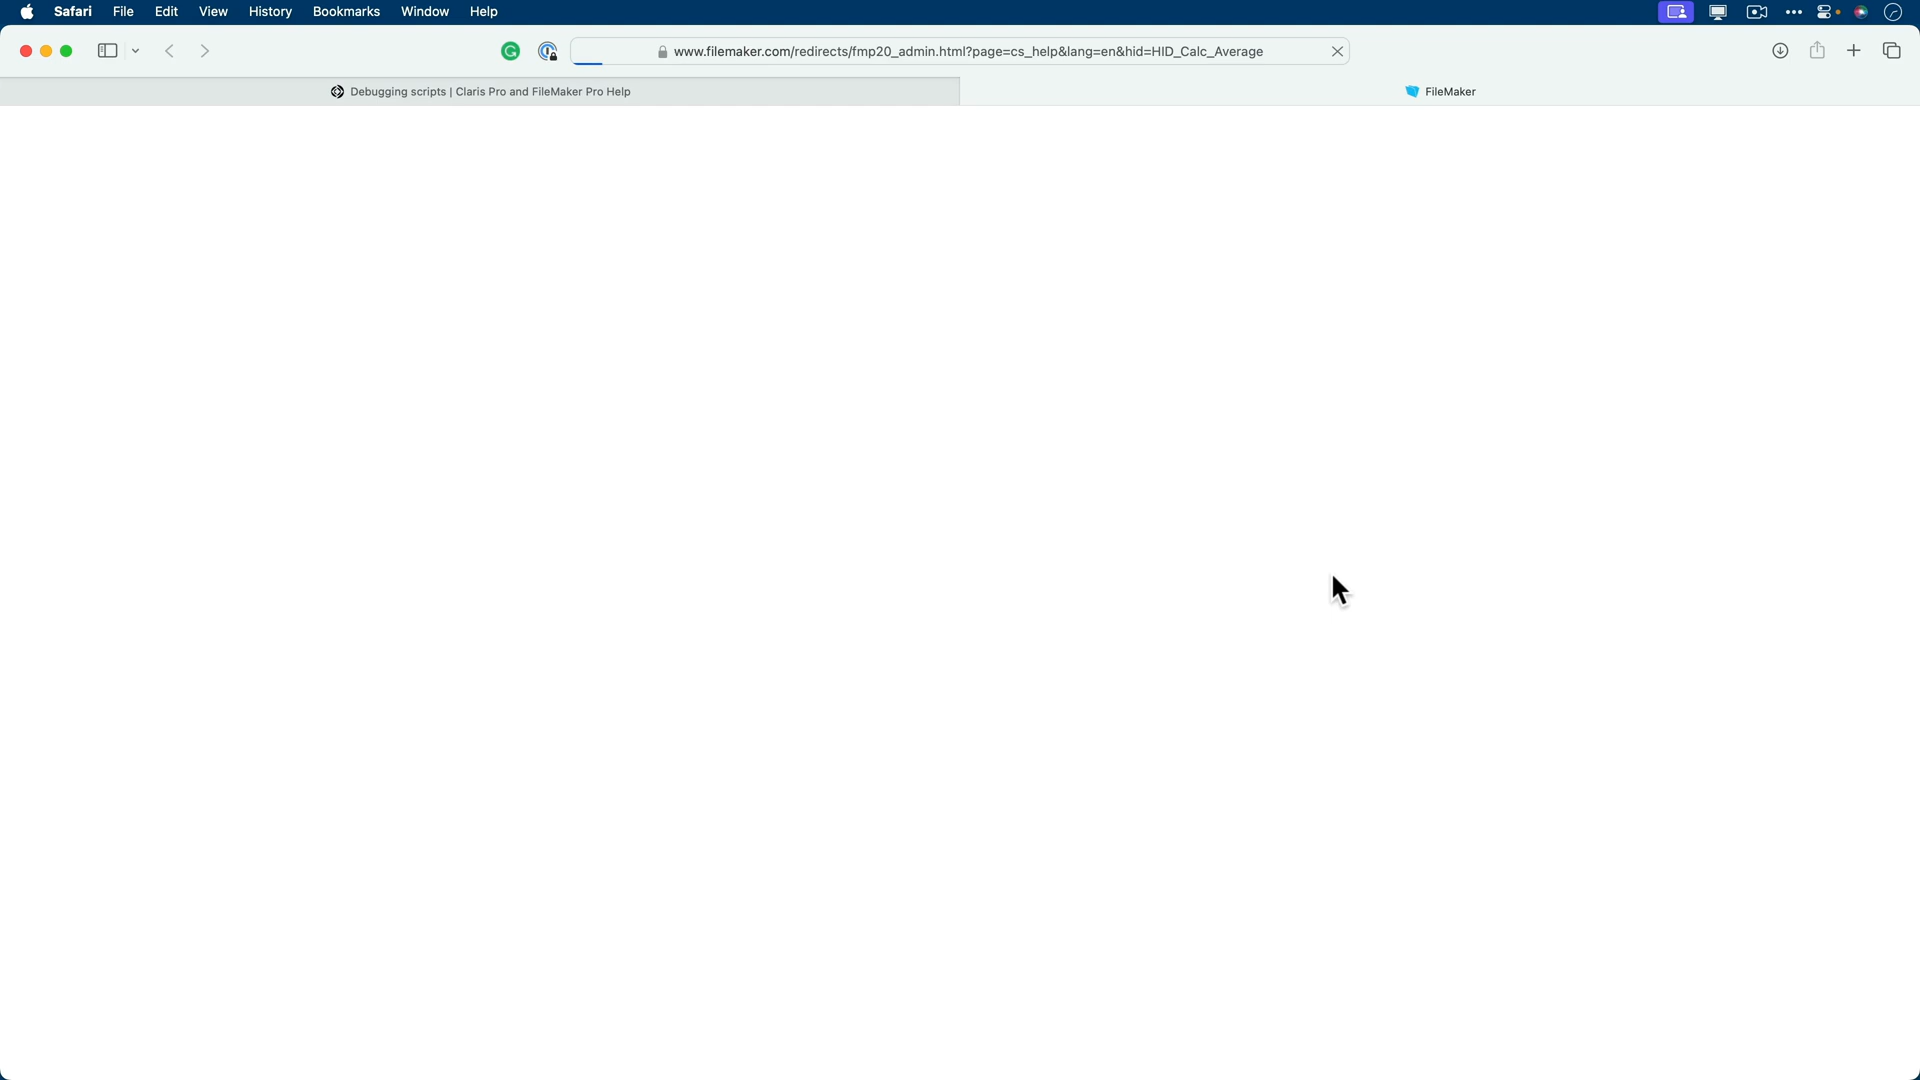 Safari File Edit View History Bookmarks Window Help
www.filemaker.com/redirects/fmp20_admin.html?page=cs_help&lang=en&hid=HID_Calc_Average
Debugging scripts | Claris Pro and FileMaker Pro Help
FileMaker